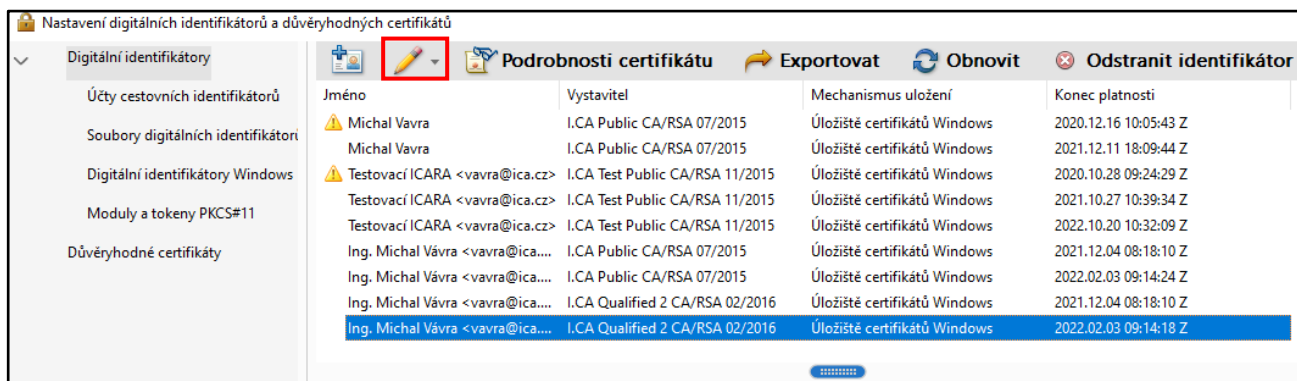 Nastavení digitálních identifikátorů a důvěryhodných certifikátů
Digitální identifikátory
Účty cestovních identifikátorů
Soubory digitálních identifikátorů
Digitální identifikátory Windows
Moduly a tokeny PKCS#11
Důvěryhodné certifikáty
Podrobnosti certifikátu Exportovat Obnovit Odstranit identifikátor
Jméno Vystavitel Mechanismus uložení Konec platnosti
Michal Vavra I.CA Public CA/RSA 07/2015 Úložiště certifikátů Windows 2020.12.16 10:05:43 Z
Michal Vavra I.CA Public CA/RSA 07/2015 Úložiště certifikátů Windows 2021.12.11 18:09:44 Z
Testovací ICARA <vavra@ica.cz> I.CA Test Public CA/RSA 11/2015 Úložiště certifikátů Windows 2020.10.28 09:24:29 Z
Testovací ICARA <vavra@ica.cz> I.CA Test Public CA/RSA 11/2015 Úložiště certifikátů Windows 2021.10.27 10:39:34 Z
Testovací ICARA <vavra@ica.cz> I.CA Test Public CA/RSA 11/2015 Úložiště certifikátů Windows 2022.10.20 10:32:09 Z
Ing. Michal Vávra <vavra@ica.... I.CA Public CA/RSA 07/2015 Úložiště certifikátů Windows 2021.12.04 08:18:10 Z
Ing. Michal Vávra <vavra@ica.... I.CA Public CA/RSA 07/2015 Úložiště certifikátů Windows 2022.02.03 09:14:24 Z
Ing. Michal Vávra <vavra@ica.... I.CA Qualified 2 CA/RSA 02/2016 Úložiště certifikátů Windows 2021.12.04 08:18:10 Z
Ing. Michal Vávra <vavra@ica.... I.CA Qualified 2 CA/RSA 02/2016 Úložiště certifikátů Windows 2022.02.03 09:14:18 Z